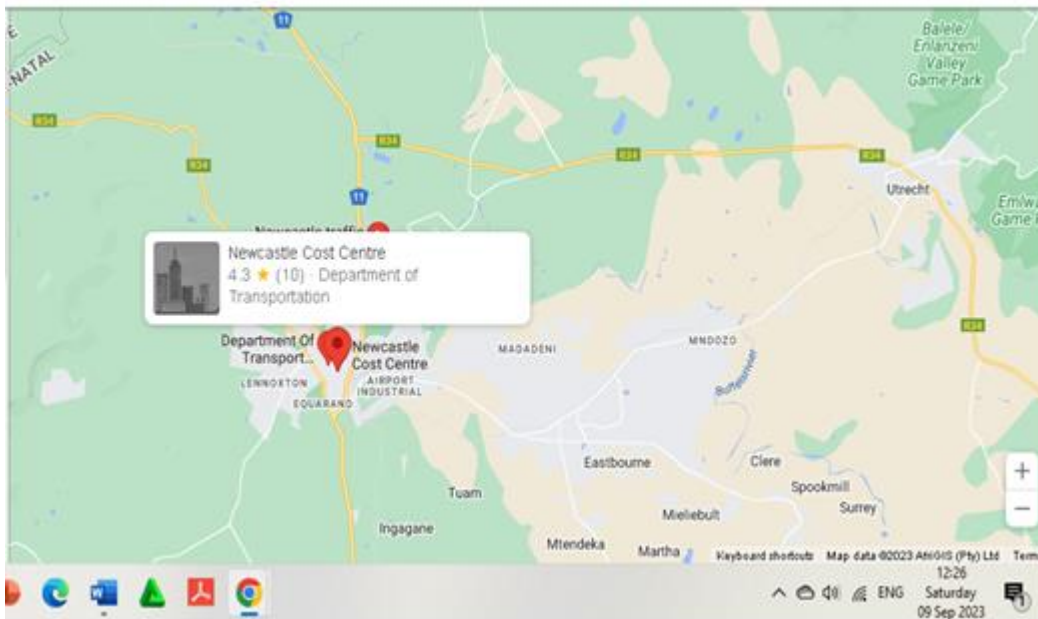 Balele/
Enlanzeni
Valley
Game Park
-NATAL
11
R34
R34
R34
R34
R34
11
Utrecht
Newcastle traffic
Newcastle Cost Centre
4.3 ★ (10) · Department of
Transportation
R34
Department Of
Transport...
Newcastle
Cost Centre
MADADENI
MNDOZO
LENNOXTON
AIRPORT
INDUSTRIAL
EQUARAND
Buffelsrivier
Eastbourne
Clere
Tuam
Spookmill
Mieliebult
Surrey
Ingagane
Mtendeka
Martha
+
−
Keyboard shortcuts Map data ©2023 AfriGIS (Pty) Ltd Term
ENG
12:26
Saturday
09 Sep 2023
1